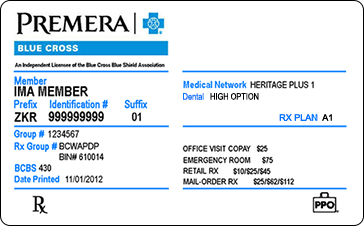 PREMERA
BLUE CROSS
An Independent Licensee of the Blue Cross Blue Shield Association
Member
IMA MEMBER
Prefix Identification # Suffix
ZKR 999999999 01
Group # 1234567
Rx Group # BCWAPDP
BIN# 610014
BCBS 430
Date Printed 11/01/2012
Rx
Medical Network HERITAGE PLUS 1
Dental HIGH OPTION
RX PLAN A1
OFFICE VISIT COPAY $25
EMERGENCY ROOM $75
RETAIL RX $10/$25/$45
MAIL-ORDER RX $25/$62/$112
PPO